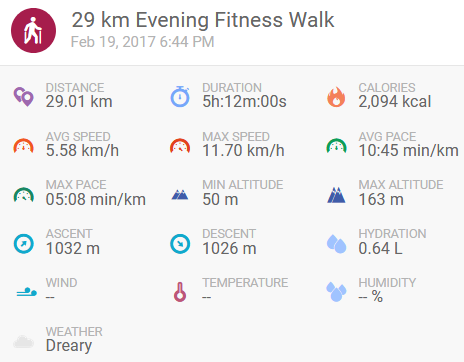 29 km Evening Fitness Walk
Feb 19, 2017 6:44 PM
DISTANCE DURATION CALORIES
29.01 km 5h:12m:00s 2,094 kcal
AVG SPEED MAX SPEED AVG PACE
5.58 km/h 11.70 km/h 10:45 min/km
MAX PACE MIN ALTITUDE MAX ALTITUDE
05:08 min/km 50 m 163 m
ASCENT DESCENT HYDRATION
1032 m 1026 m 0.64 L
WIND TEMPERATURE HUMIDITY
-- -- -- %
WEATHER
Dreary